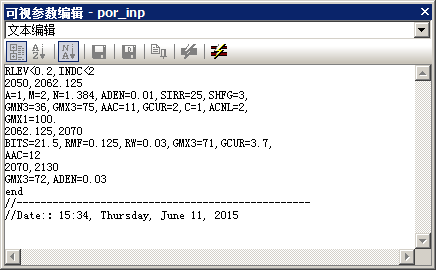 可视参数编辑 - por_inp
文本编辑
RLEV<0.2,INDC<2
2050,2062.125
A=1,M=2,N=1.384,ADEN=0.01,SIRR=25,SHFG=3,
GMN3=36,GMX3=75,AAC=11,GCUR=2,C=1,ACNL=2,
GMX1=100.
2062.125,2070
BITS=21.5,RMF=0.125,RW=0.03,GMX3=71,GCUR=3.7,
AAC=12
2070,2130
GMX3=72,ADEN=0.03
end
//-------------------------------------------------
//Date:: 15:34, Thursday, June 11, 2015